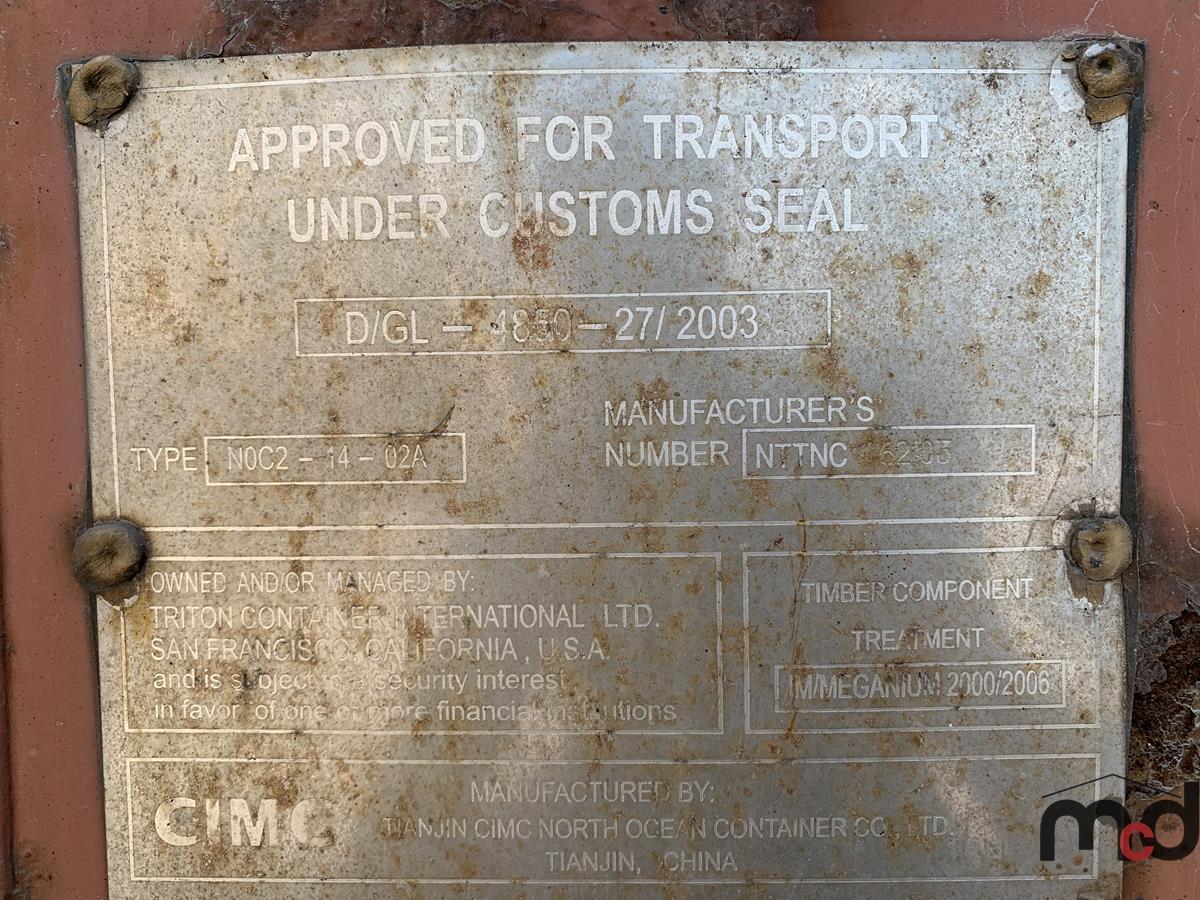 APPROVED FOR TRANSPORT
UNDER CUSTOMS SEAL
D/GL — 4850 — 27/ 2003
TYPE N0C2 - 14 - 02A
MANUFACTURER'S
NUMBER NTTNC
OWNED AND/OR MANAGED BY:
TRITON CONTAINER INTERNATIONAL LTD.
SAN FRANCISCO, CALIFORNIA, U.S.A.
and is subject to a security interest
in favor of one or more financial institutions
TIMBER COMPONENT
TREATMENT
IM/MEGANIUM 2000/2006
CIMC
MANUFACTURED BY:
TIANJIN CIMC NORTH OCEAN CONTAINER CO., LTD.
TIANJIN, CHINA
mcd